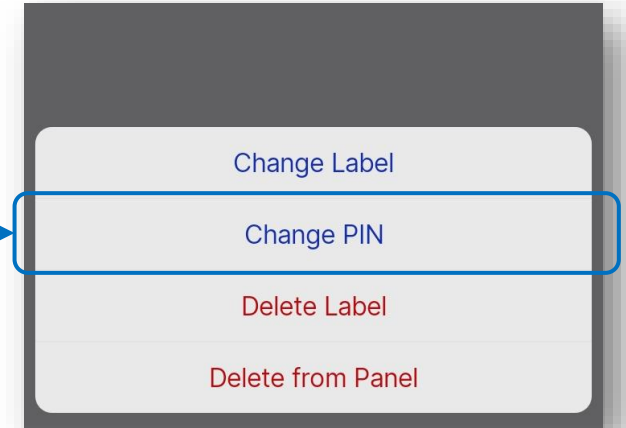 Change Label
Change PIN
Delete Label
Delete from Panel